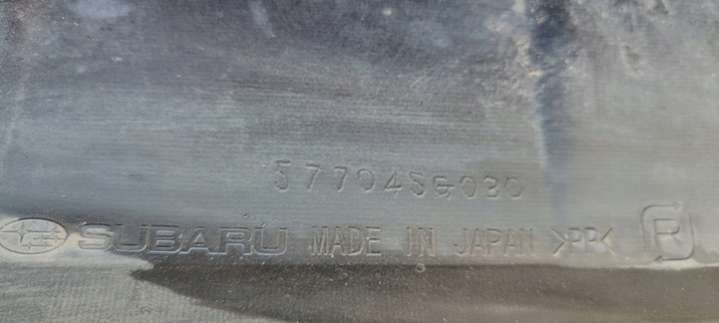 57704SG030
SUBARU MADE IN JAPAN >PP< R